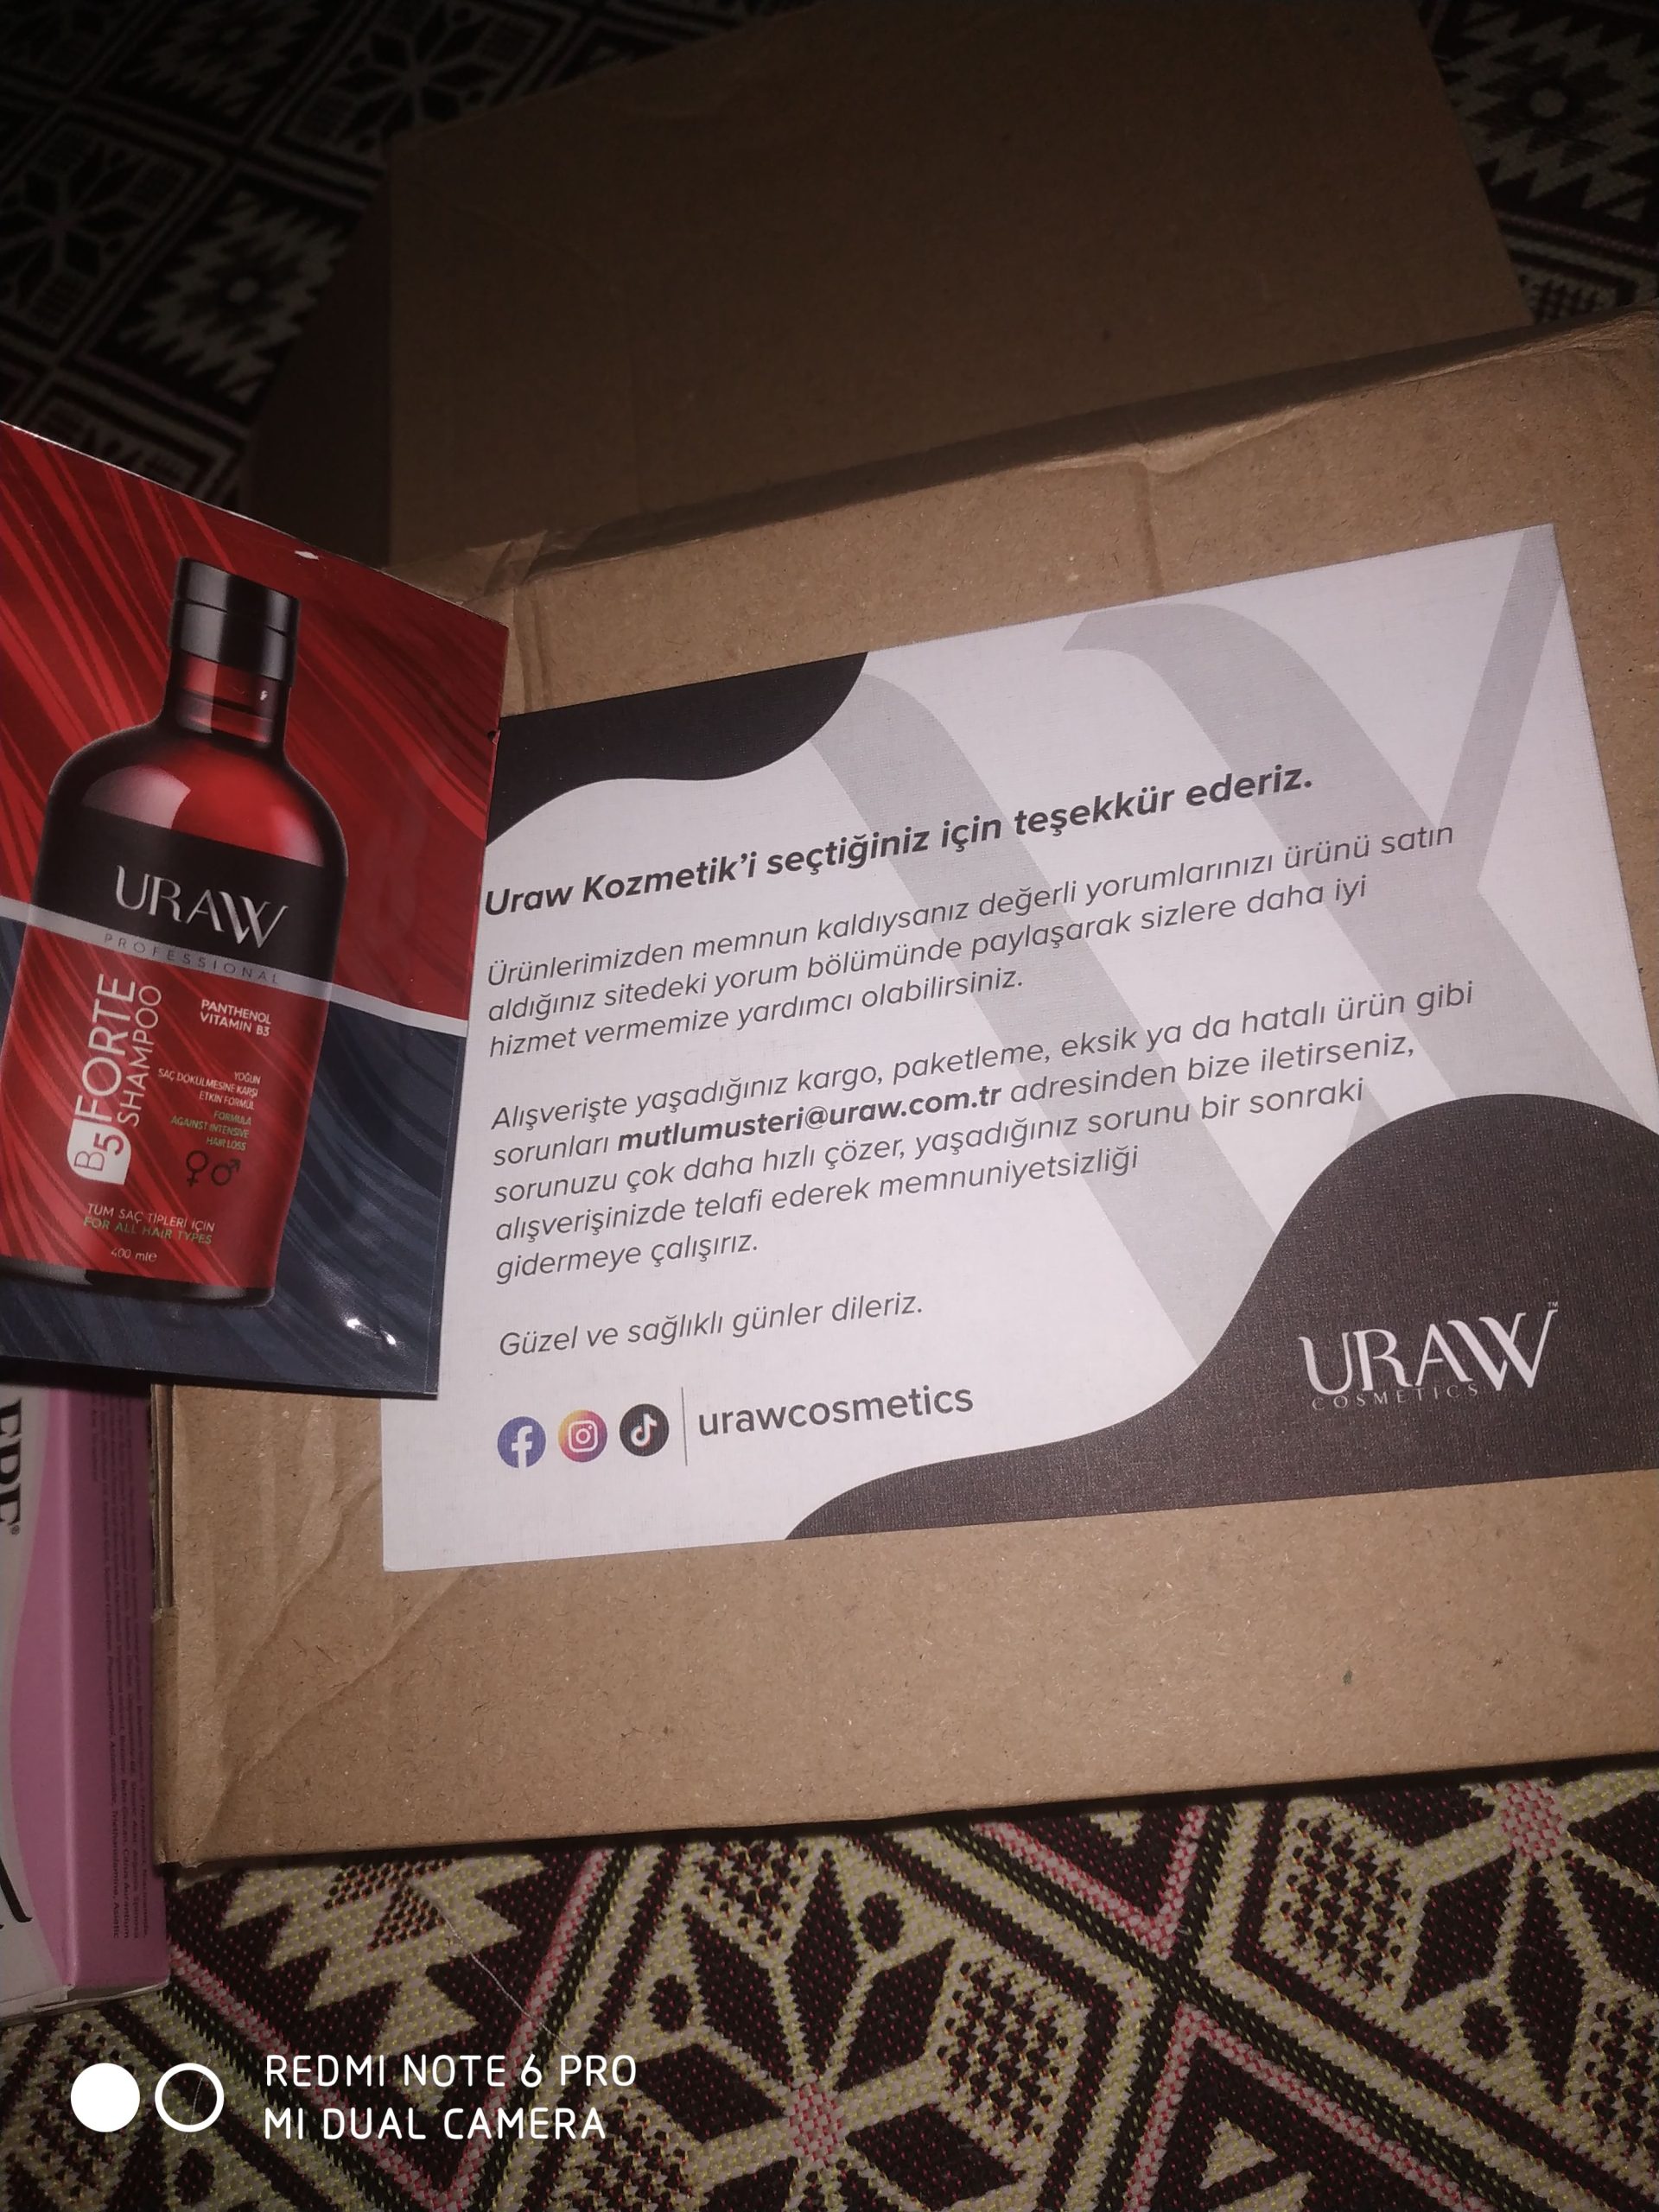 URAW
PROFESSIONAL
B5 FORTE
SHAMPOO
PANTHENOL
VITAMIN B3
YOĞUN
SAÇ DÖKÜLMESİNE KARŞI
ETKİN FORMÜL
FORMULA
AGAINST INTENSIVE
HAIR LOSS
TÜM SAÇ TİPLERİ İÇİN
FOR ALL HAIR TYPES
400 ml℮
Uraw Kozmetik’i seçtiğiniz için teşekkür ederiz.
Ürünlerimizden memnun kaldıysanız değerli yorumlarınızı ürünü satın
aldığınız sitedeki yorum bölümünde paylaşarak sizlere daha iyi
hizmet vermemize yardımcı olabilirsiniz.
Alışverişte yaşadığınız kargo, paketleme, eksik ya da hatalı ürün gibi
sorunları mutlumusteri@uraw.com.tr adresinden bize iletirseniz,
sorunuzu çok daha hızlı çözer, yaşadığınız sorunu bir sonraki
alışverişinizde telafi ederek memnuniyetsizliği
gidermeye çalışırız.
Güzel ve sağlıklı günler dileriz.
urawcosmetics
URAW™
COSMETICS
REDMI NOTE 6 PRO
MI DUAL CAMERA